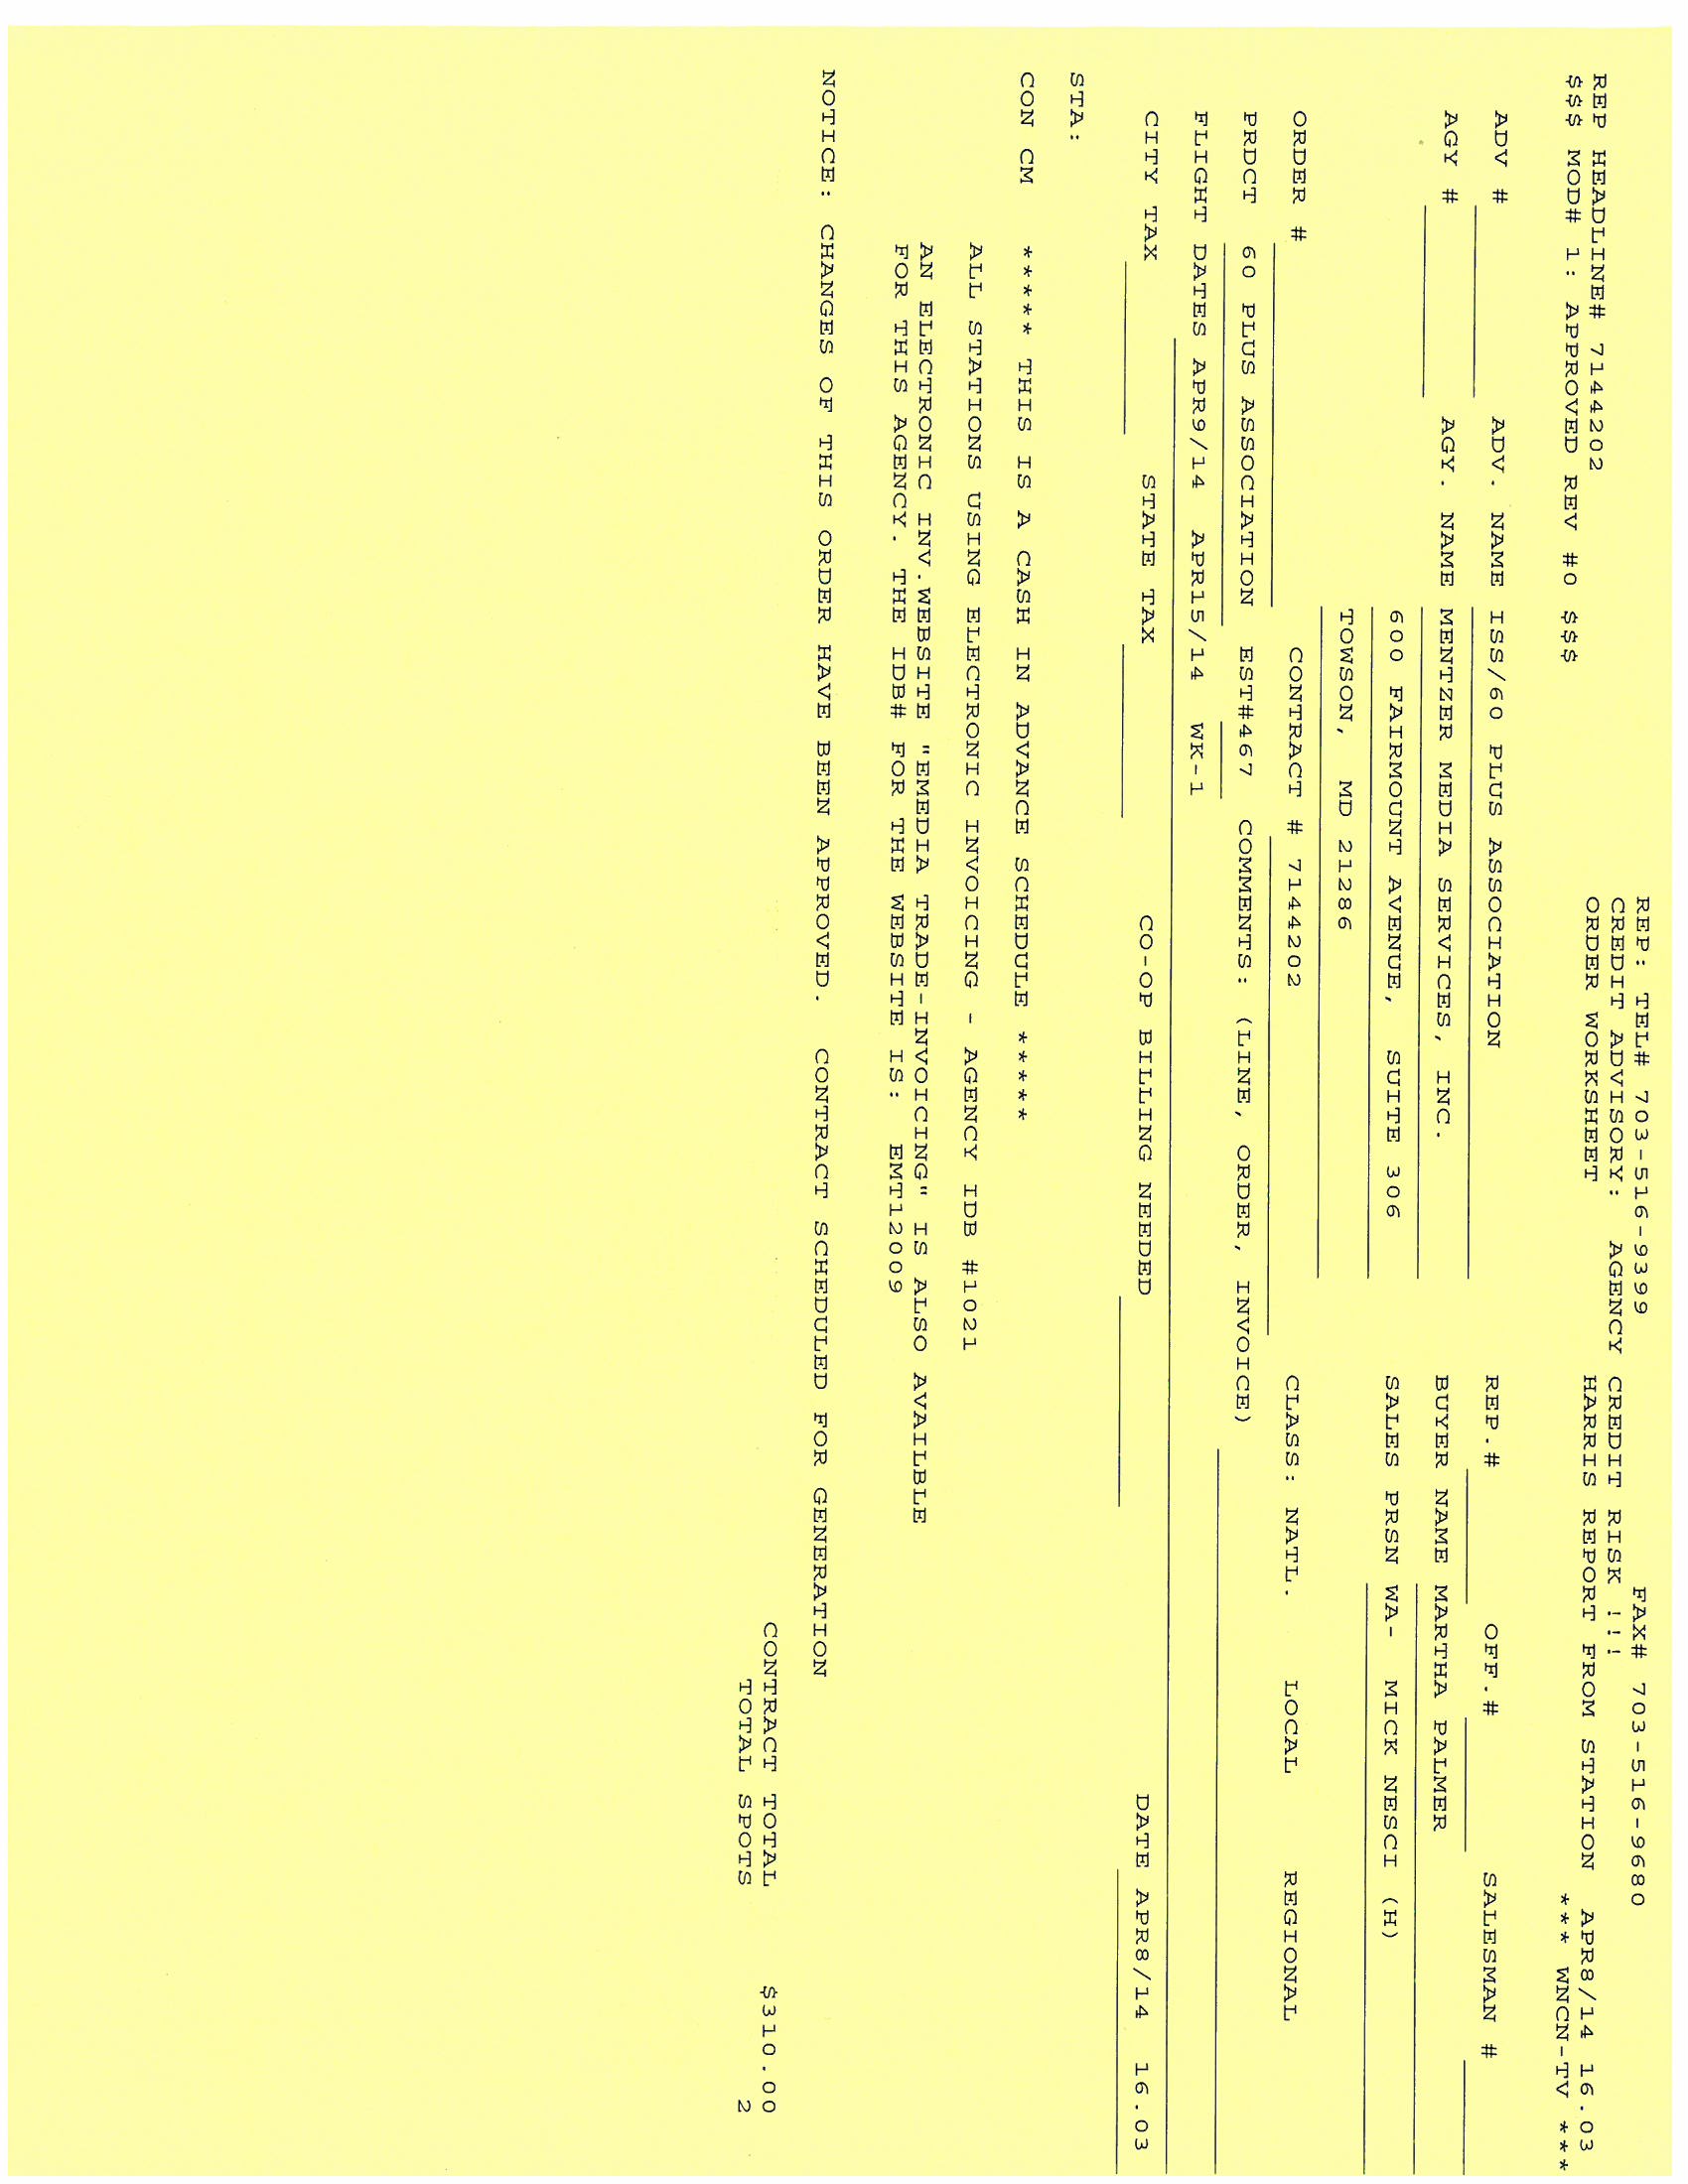 REP: TEL# 703-516-9399 FAX# 703-516-9680
CREDIT ADVISORY: AGENCY CREDIT RISK !!!
REP HEADLINE# 7144202 ORDER WORKSHEET HARRIS REPORT FROM STATION APR8/14 16.03
$$$ MOD# 1: APPROVED REV #0 $$$ *** WNCN-TV ***
ADV # ADV. NAME ISS/60 PLUS ASSOCIATION REP.# OFF.# SALESMAN #
AGY # AGY. NAME MENTZER MEDIA SERVICES, INC. BUYER NAME MARTHA PALMER
600 FAIRMOUNT AVENUE, SUITE 306 SALES PRSN WA- MICK NESCI (H)
TOWSON, MD 21286
ORDER # CONTRACT # 7144202 CLASS: NATL. LOCAL REGIONAL
PRDCT 60 PLUS ASSOCIATION EST#467 COMMENTS: (LINE, ORDER, INVOICE)
FLIGHT DATES APR9/14 APR15/14 WK-1
CITY TAX STATE TAX CO-OP BILLING NEEDED DATE APR8/14 16.03
STA:
CON CM ***** THIS IS A CASH IN ADVANCE SCHEDULE *****
ALL STATIONS USING ELECTRONIC INVOICING - AGENCY IDB #1021
AN ELECTRONIC INV.WEBSITE "EMEDIA TRADE-INVOICING" IS ALSO AVAILBLE
FOR THIS AGENCY. THE IDB# FOR THE WEBSITE IS: EMT12009
NOTICE: CHANGES OF THIS ORDER HAVE BEEN APPROVED. CONTRACT SCHEDULED FOR GENERATION
CONTRACT TOTAL $310.00
TOTAL SPOTS 2